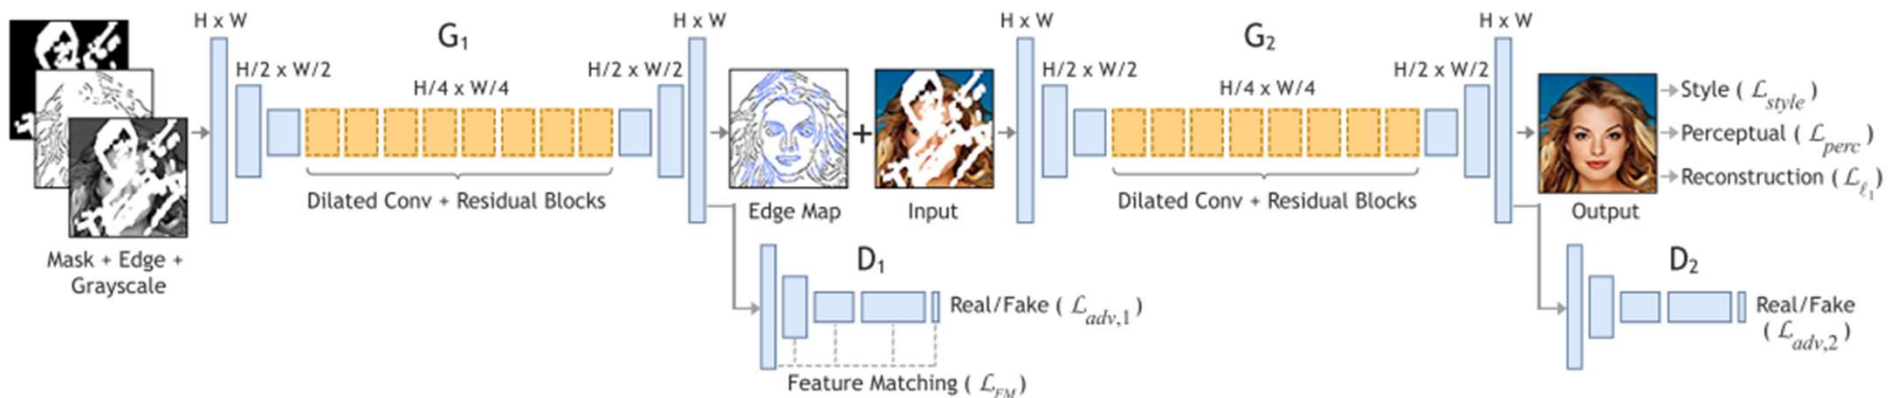 H x W
G₁
H/2 x W/2
H/4 x W/4
H/2 x W/2
H x W
Mask + Edge +
Grayscale
Dilated Conv + Residual Blocks
Edge Map
+
Input
H x W
G₂
H/2 x W/2
H/4 x W/4
H/2 x W/2
H x W
Dilated Conv + Residual Blocks
Output
Style ( ℒstyle )
Perceptual ( ℒperc )
Reconstruction ( ℒℓ₁ )
D₁
Real/Fake ( ℒadv,1 )
Feature Matching ( ℒFM )
D₂
Real/Fake
( ℒadv,2 )